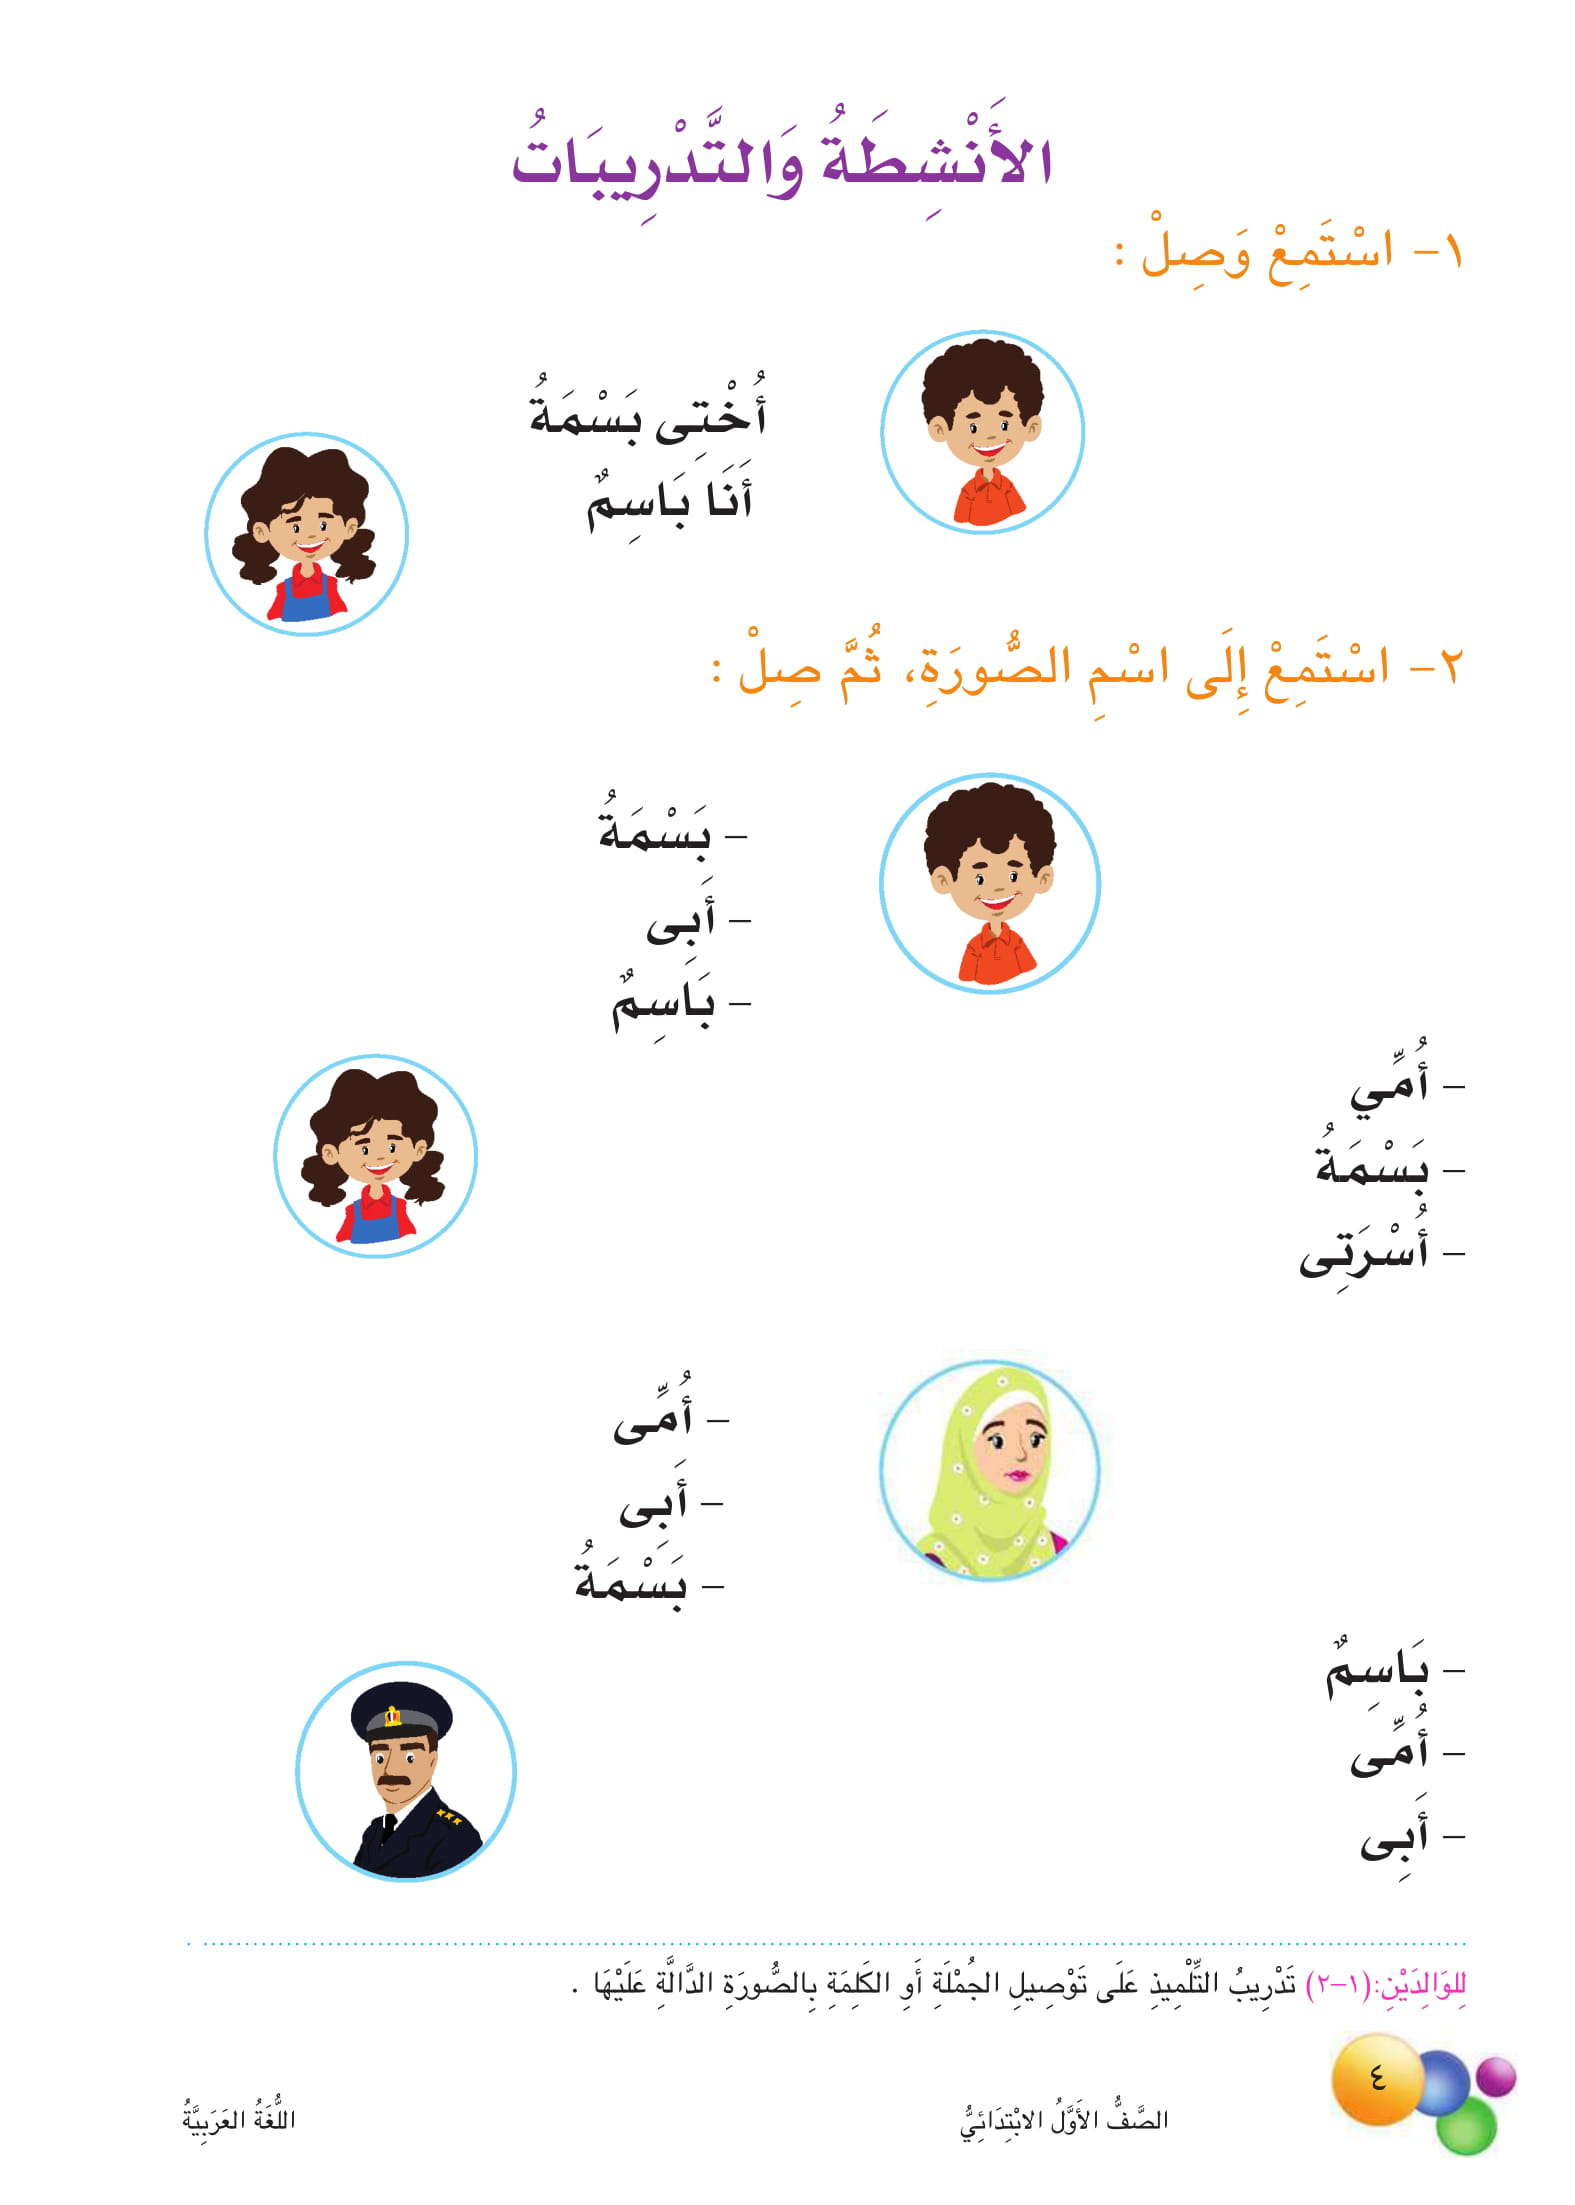 الأَنْشِطَةُ وَالتَّدْرِيبَاتُ
١- اسْتَمِعْ وَصِلْ :
أُخْتِى بَسْمَةُ
أَنَا بَاسِمٌ
٢- اسْتَمِعْ إِلَى اسْمِ الصُّورَةِ، ثُمَّ صِلْ :
- بَسْمَةُ
- أَبِى
- بَاسِمٌ
- أُمِّي
- بَسْمَةُ
- أُسْرَتِى
- أُمِّى
- أَبِى
- بَسْمَةُ
- بَاسِمٌ
- أُمِّى
- أَبِى
لِلوَالِدَيْنِ:(١-٢) تَدْرِيبُ التِّلْمِيذِ عَلَى تَوْصِيلِ الجُمْلَةِ أَوِ الكَلِمَةِ بِالصُّورَةِ الدَّالَّةِ عَلَيْهَا .
٤
الصَّفُّ الأَوَّلُ الابْتِدَائِيُّ
اللُّغَةُ العَرَبِيَّةُ